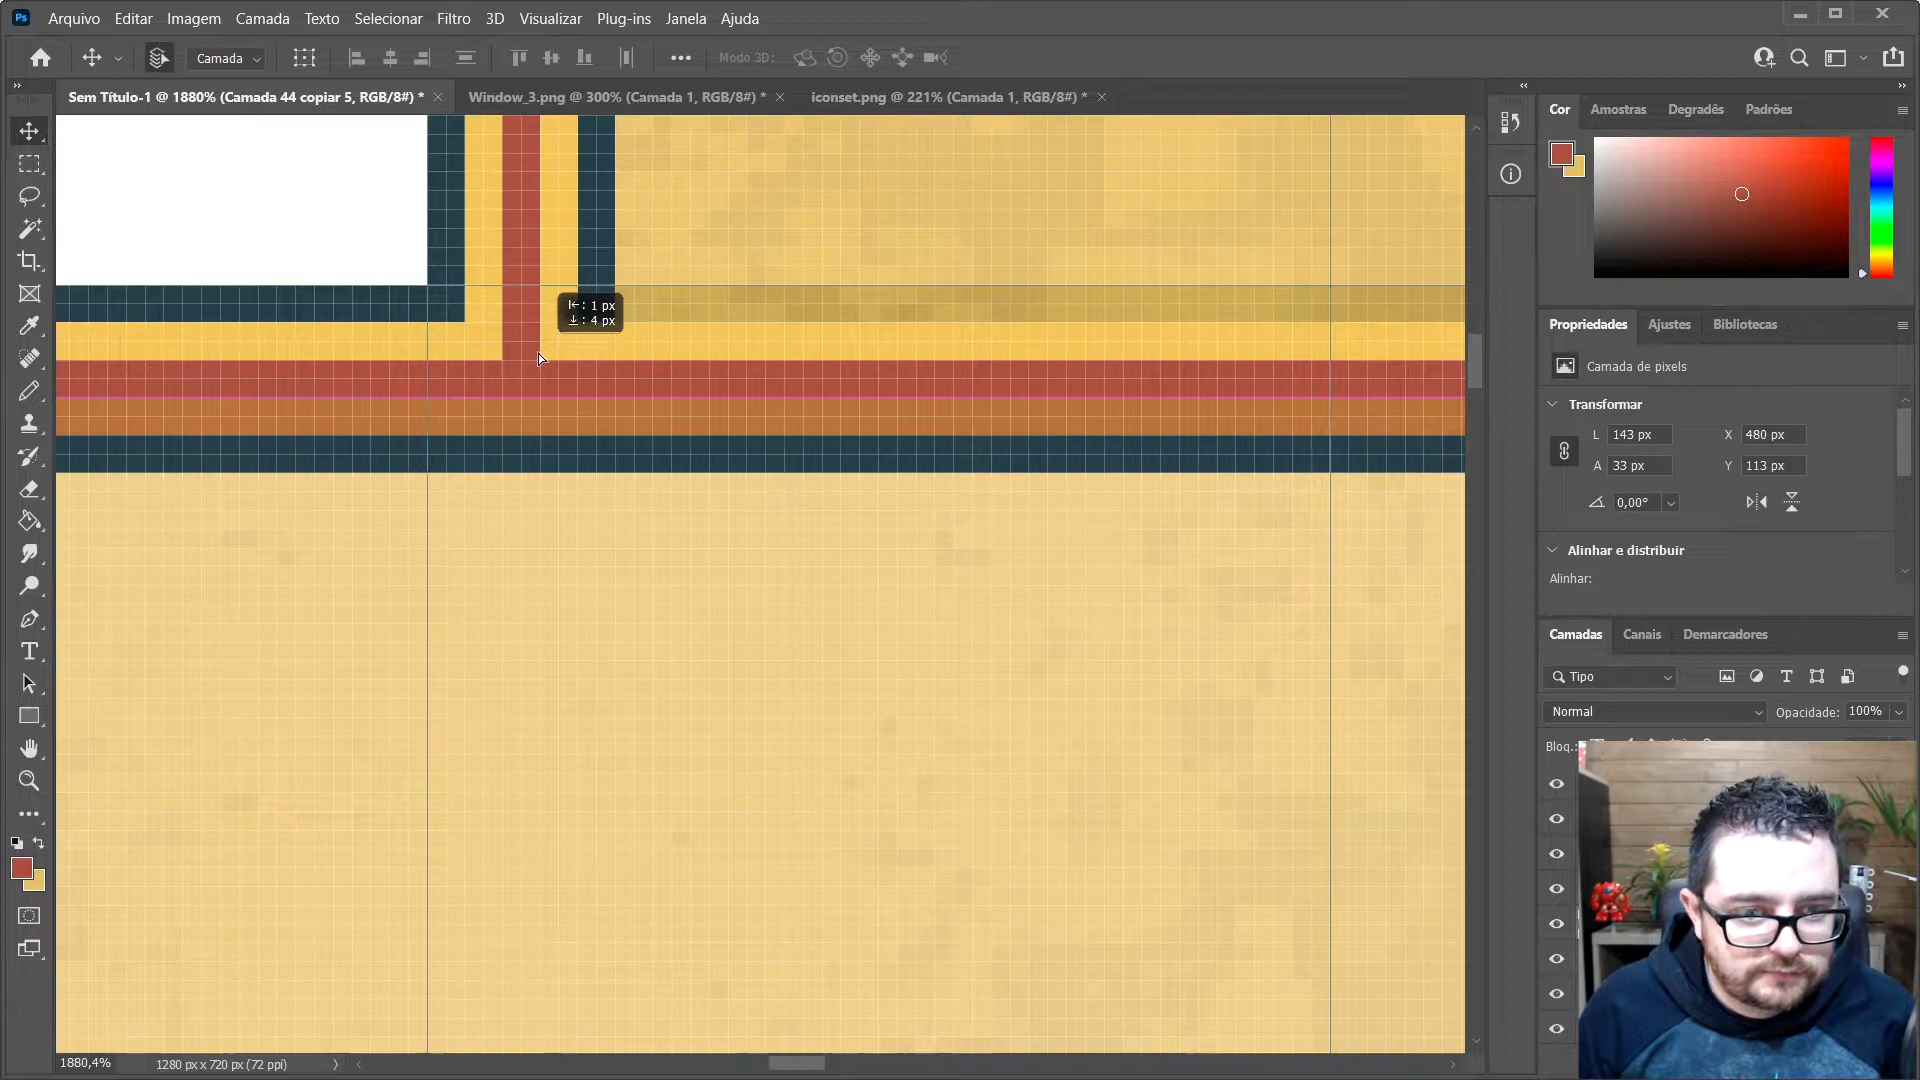 Ps Arquivo Editar Imagem Camada Texto Selecionar Filtro 3D Visualizar Plug-ins Janela Ajuda
Camada Modo 3D:
Sem Título-1 @ 1880% (Camada 44 copiar 5, RGB/8#) * Window_3.png @ 300% (Camada 1, RGB/8#) * iconset.png @ 221% (Camada 1, RGB/8#) *
Cor Amostras Degradês Padrões
: 1 px
: 4 px
Propriedades Ajustes Bibliotecas
Camada de pixels
Transformar
L 143 px X 480 px
A 33 px Y 113 px
0,00°
Alinhar e distribuir
Alinhar:
Camadas Canais Demarcadores
Tipo
Normal Opacidade: 100%
Bloq.:
1880,4% 1280 px x 720 px (72 ppi)